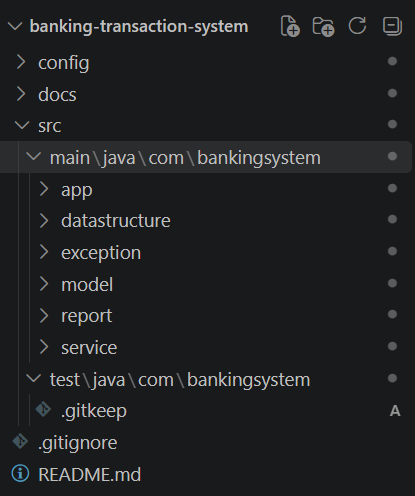 banking-transaction-system
config
docs
src
main\java\com\bankingsystem
app
datastructure
exception
model
report
service
test\java\com\bankingsystem
.gitkeep A
.gitignore
README.md